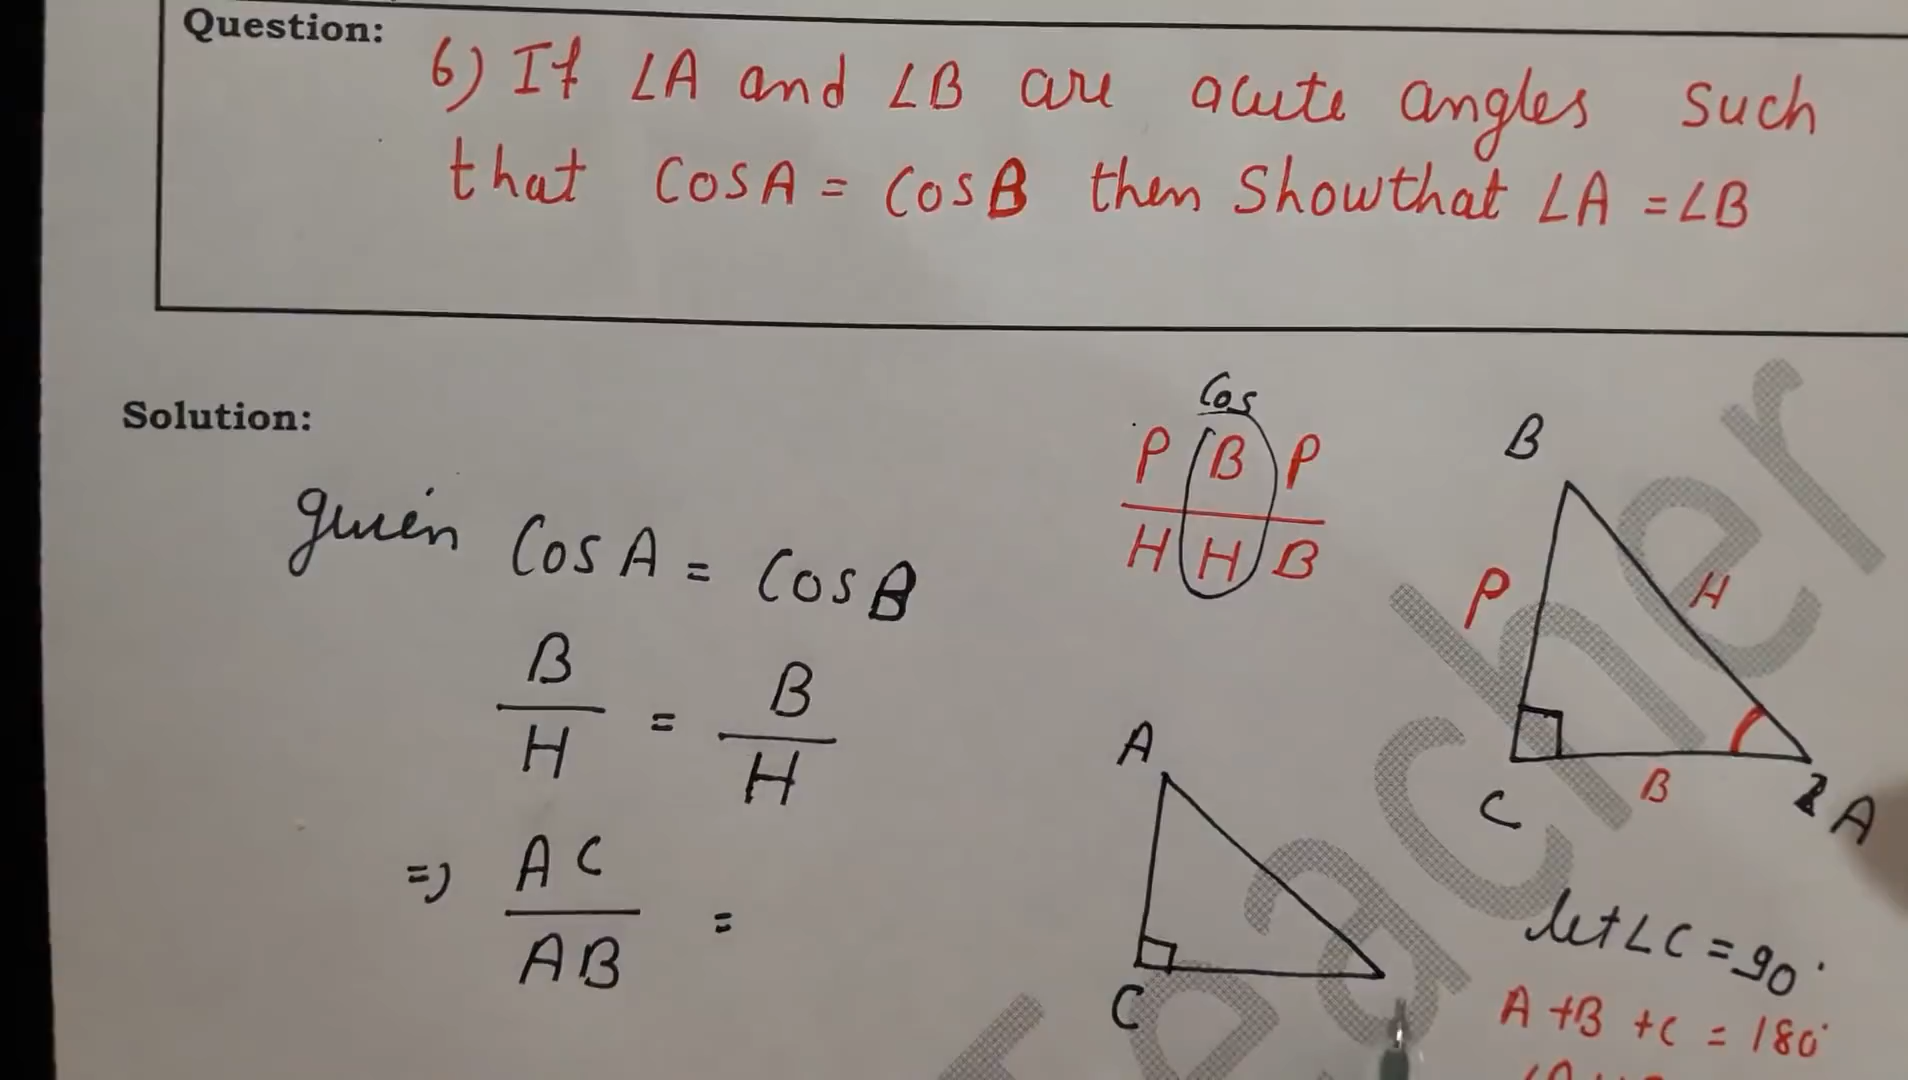 Question:
6) If ∠A and ∠B are acute angles such
that CosA = CosB then Showthat ∠A = ∠B
Solution:
Cos
P B P
H H B
given CosA = CosB
B/H = B/H
=> AC/AB =
B
P
H
C
B
A
A
C
let∠C = 90°
A+B+C = 180°
Teacher